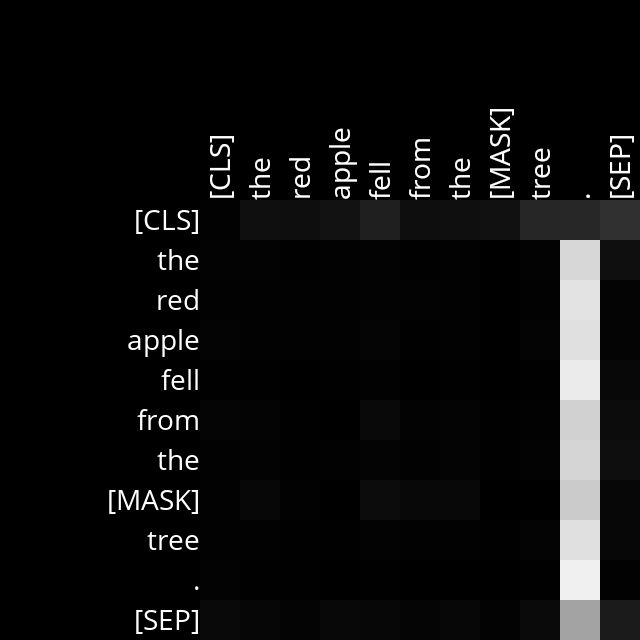 [CLS]
the
red
apple
fell
from
the
[MASK]
tree
.
[SEP]
[CLS]
the
red
apple
fell
from
the
[MASK]
tree
.
[SEP]